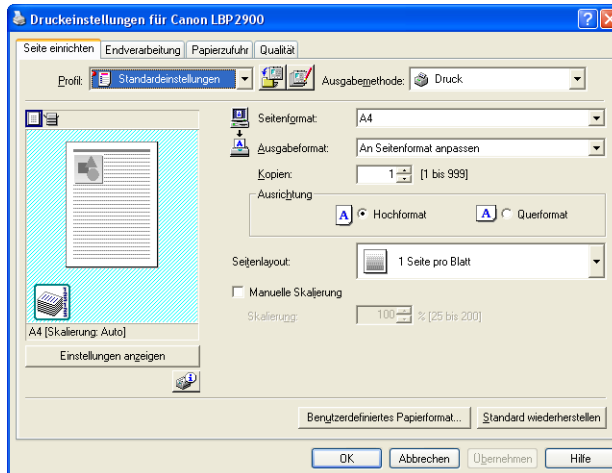 Druckeinstellungen für Canon LBP2900
Seite einrichten Endverarbeitung Papierzufuhr Qualität
Profil: Standardeinstellungen Ausgabemethode: Druck
Seitenformat: A4
Ausgabeformat: An Seitenformat anpassen
Kopien: 1 [1 bis 999]
Ausrichtung
A Hochformat A Querformat
Seitenlayout: 1 Seite pro Blatt
Manuelle Skalierung
Skalierung: 100 % [25 bis 200]
A4 [Skalierung: Auto]
Einstellungen anzeigen
Benutzerdefiniertes Papierformat... Standard wiederherstellen
OK Abbrechen Übernehmen Hilfe